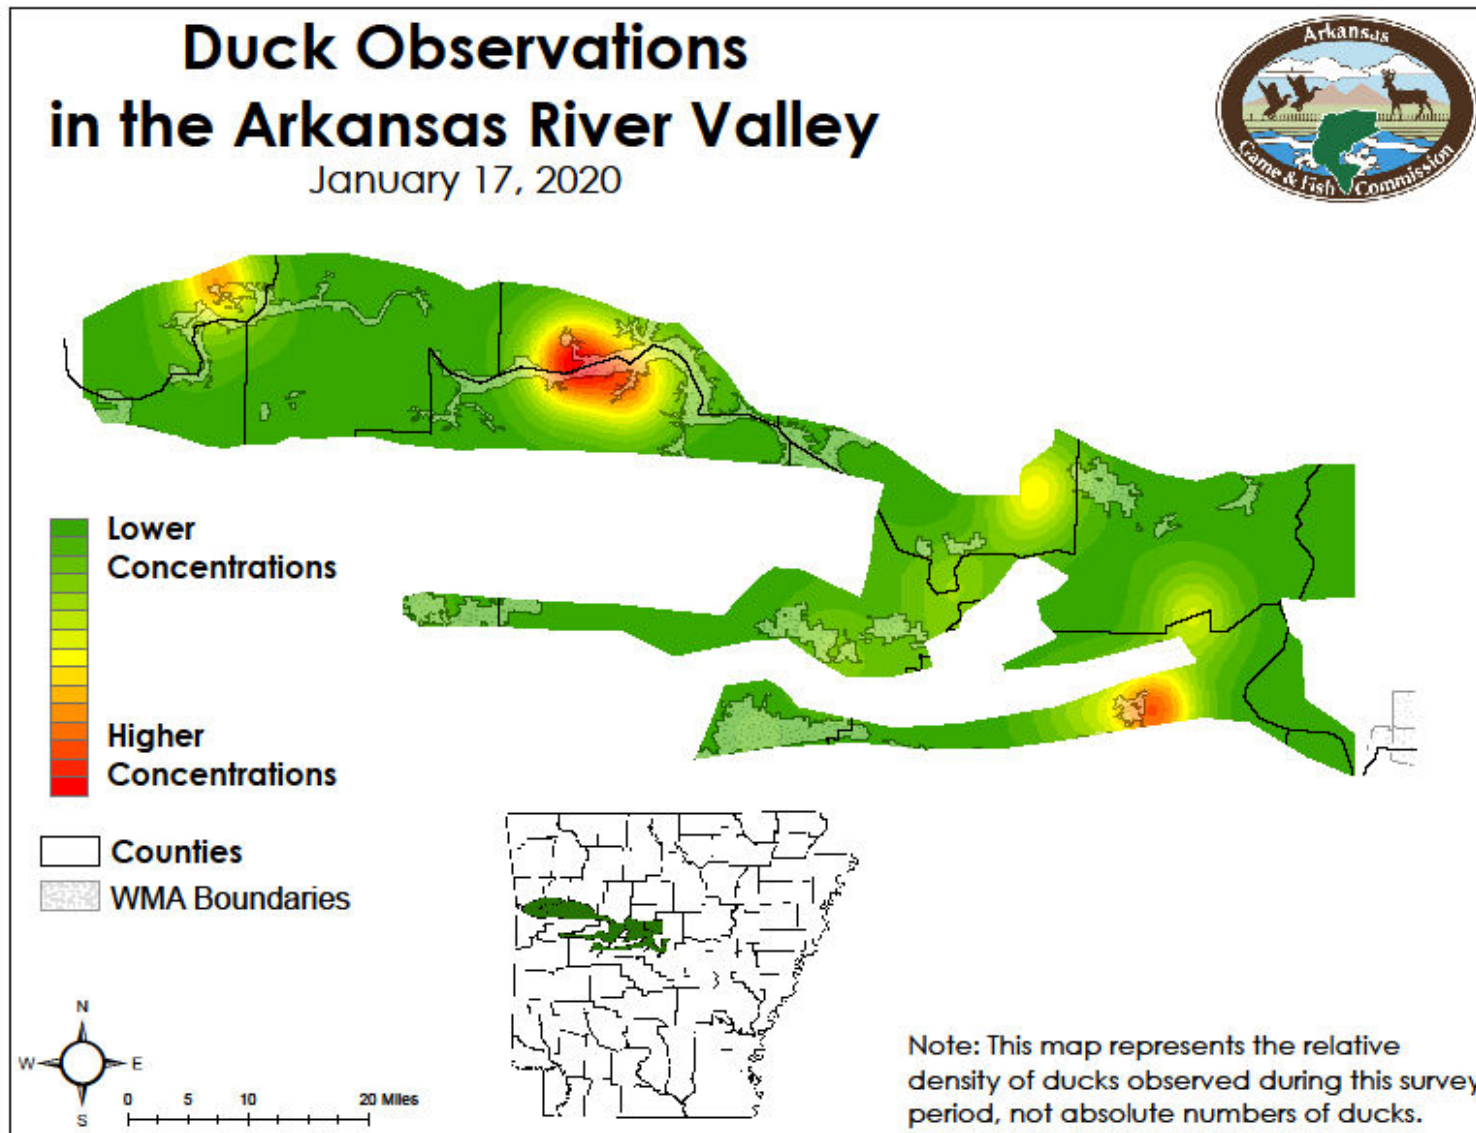 Duck Observations
in the Arkansas River Valley
January 17, 2020
Arkansas
Game & Fish Commission
Lower
Concentrations
Higher
Concentrations
Counties
WMA Boundaries
N
W E
S
0 5 10 20 Miles
Note: This map represents the relative
density of ducks observed during this survey
period, not absolute numbers of ducks.